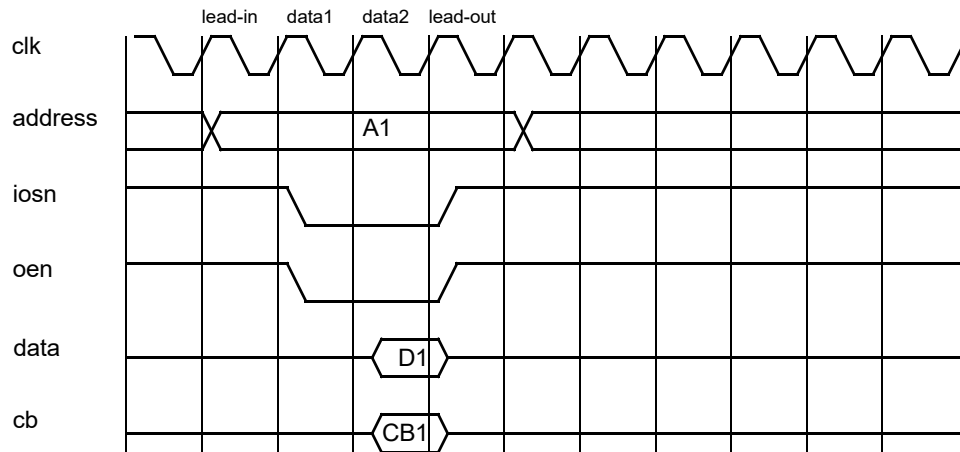 lead-in data1 data2 lead-out
clk
address A1
iosn
oen
data D1
cb CB1